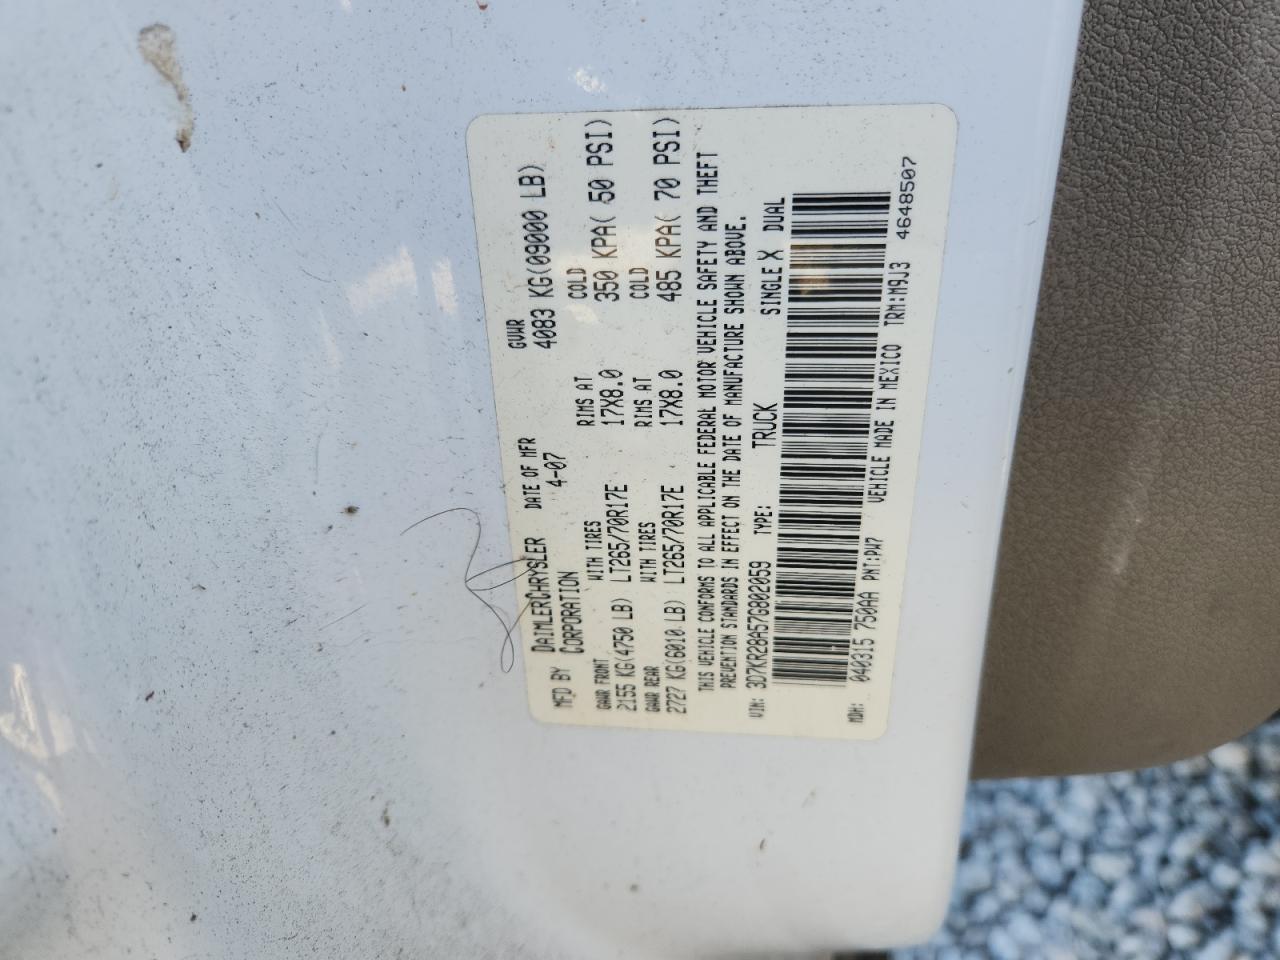 MFD BY DAIMLERCHRYSLER CORPORATION DATE OF MFR 4-07 GVWR 4083 KG(09000 LB)
GAWR FRONT WITH TIRES RIMS AT COLD
2155 KG(4750 LB) LT265/70R17E 17X8.0 350 KPA( 50 PSI)
GAWR REAR WITH TIRES RIMS AT COLD
2727 KG(6010 LB) LT265/70R17E 17X8.0 485 KPA( 70 PSI)
THIS VEHICLE CONFORMS TO ALL APPLICABLE FEDERAL MOTOR VEHICLE SAFETY AND THEFT
PREVENTION STANDARDS IN EFFECT ON THE DATE OF MANUFACTURE SHOWN ABOVE.
VIN: 3D7KR28A57G802059 TYPE: TRUCK SINGLE X DUAL
MDH: 040315 750AA PNT:PW7 VEHICLE MADE IN MEXICO TRM:M9J3 4648507